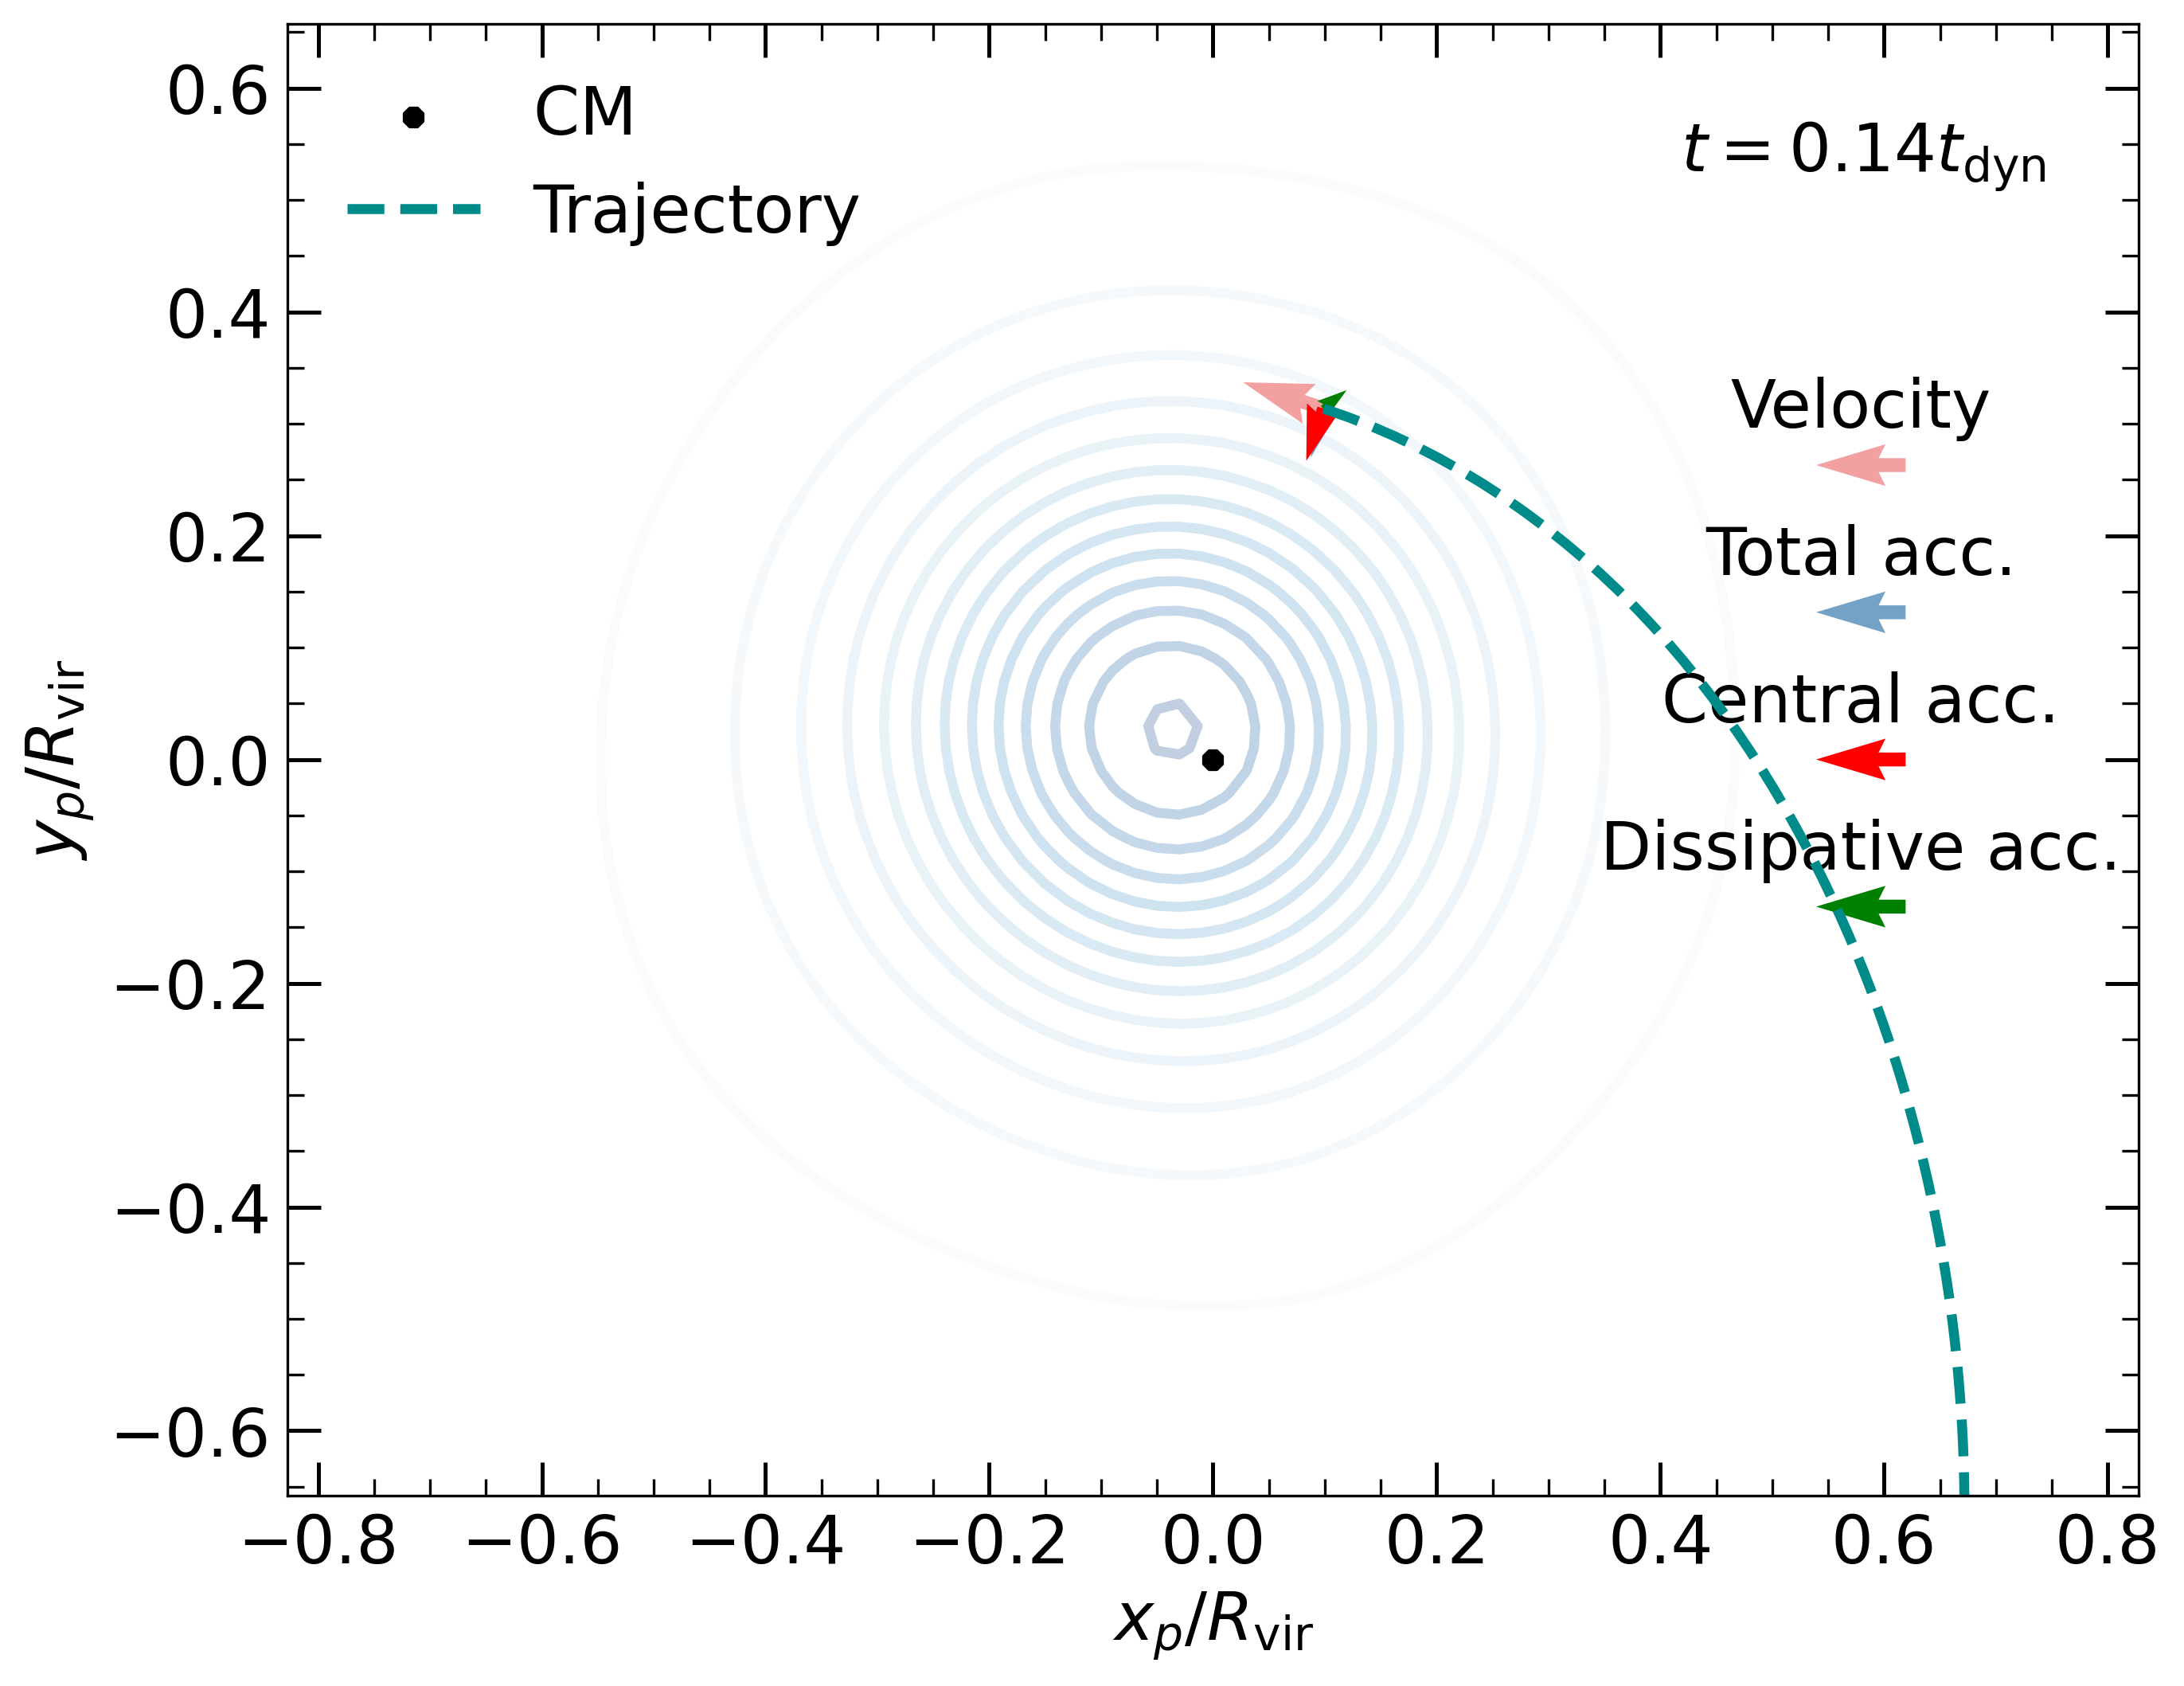 CM
Trajectory
t = 0.14t_dyn
Velocity
Total acc.
Central acc.
Dissipative acc.
0.6
0.4
0.2
0.0
−0.2
−0.4
−0.6
y_p/R_vir
−0.8 −0.6 −0.4 −0.2 0.0 0.2 0.4 0.6 0.8
x_p/R_vir